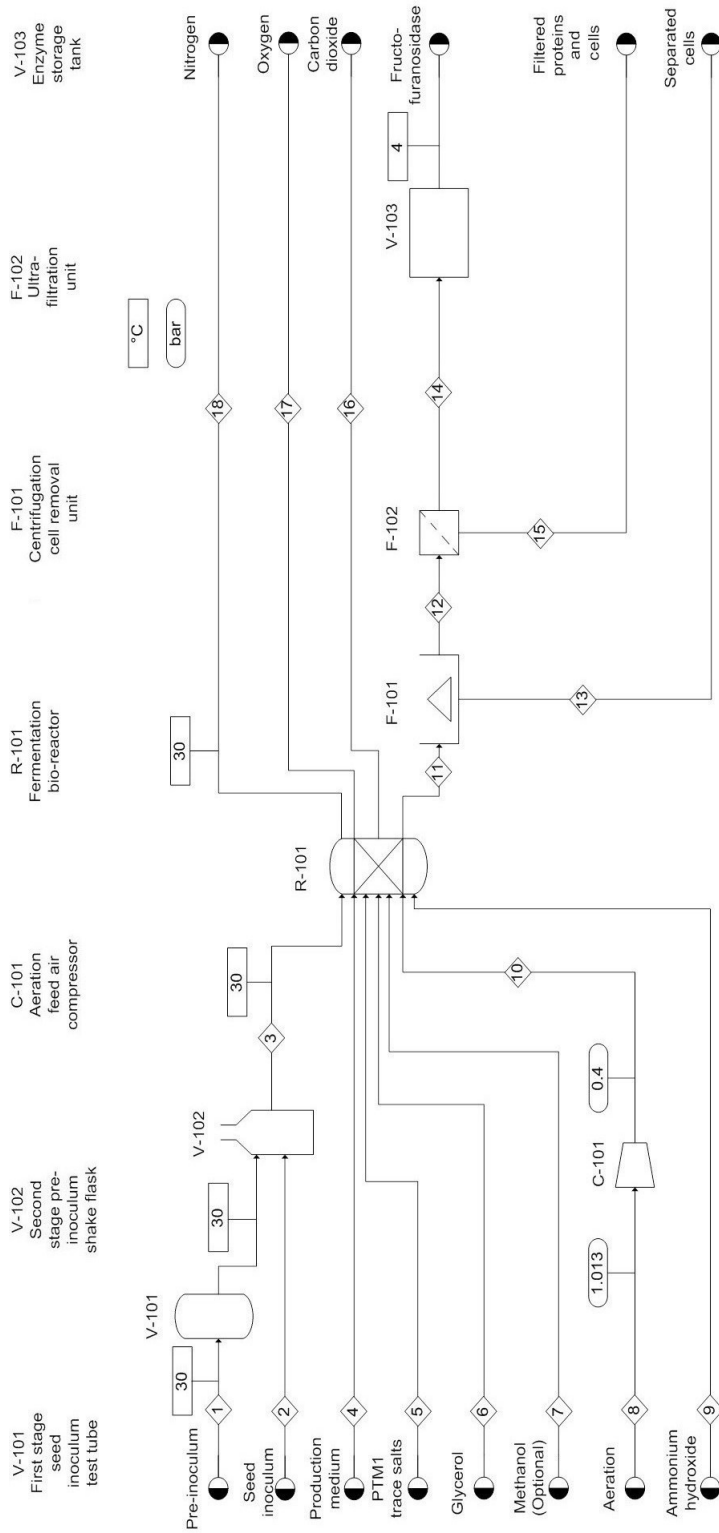 V-101
First stage
seed
inoculum
test tube
V-102
Second
stage pre-
inoculum
shake flask
C-101
Aeration
feed air
compressor
R-101
Fermentation
bio-reactor
F-101
Centrifugation
cell removal
unit
F-102
Ultra-
filtration
unit
V-103
Enzyme
storage
tank
°C
bar
Pre-inoculum
1
30
V-101
30
Seed
inoculum
2
V-102
3
30
Production
medium
4
PTM1
trace salts
5
Glycerol
6
Methanol
(Optional)
7
Aeration
8
1.013
C-101
0.4
10
Ammonium
hydroxide
9
R-101
30
18
Nitrogen
17
Oxygen
16
Carbon
dioxide
11
F-101
12
F-102
14
V-103
4
Fructo-
furanosidase
15
Filtered
proteins
and
cells
13
Separated
cells